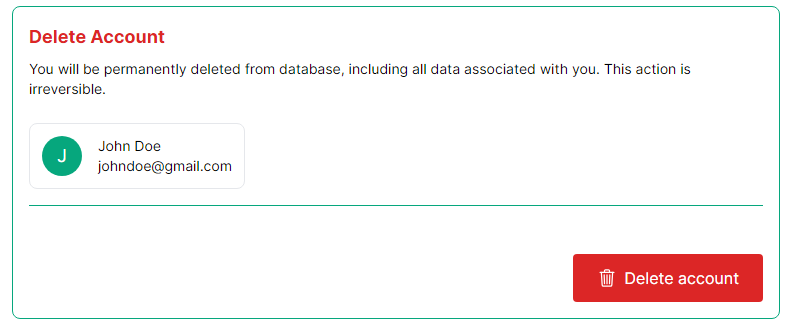 Delete Account
You will be permanently deleted from database, including all data associated with you. This action is
irreversible.
J
John Doe
johndoe@gmail.com
Delete account